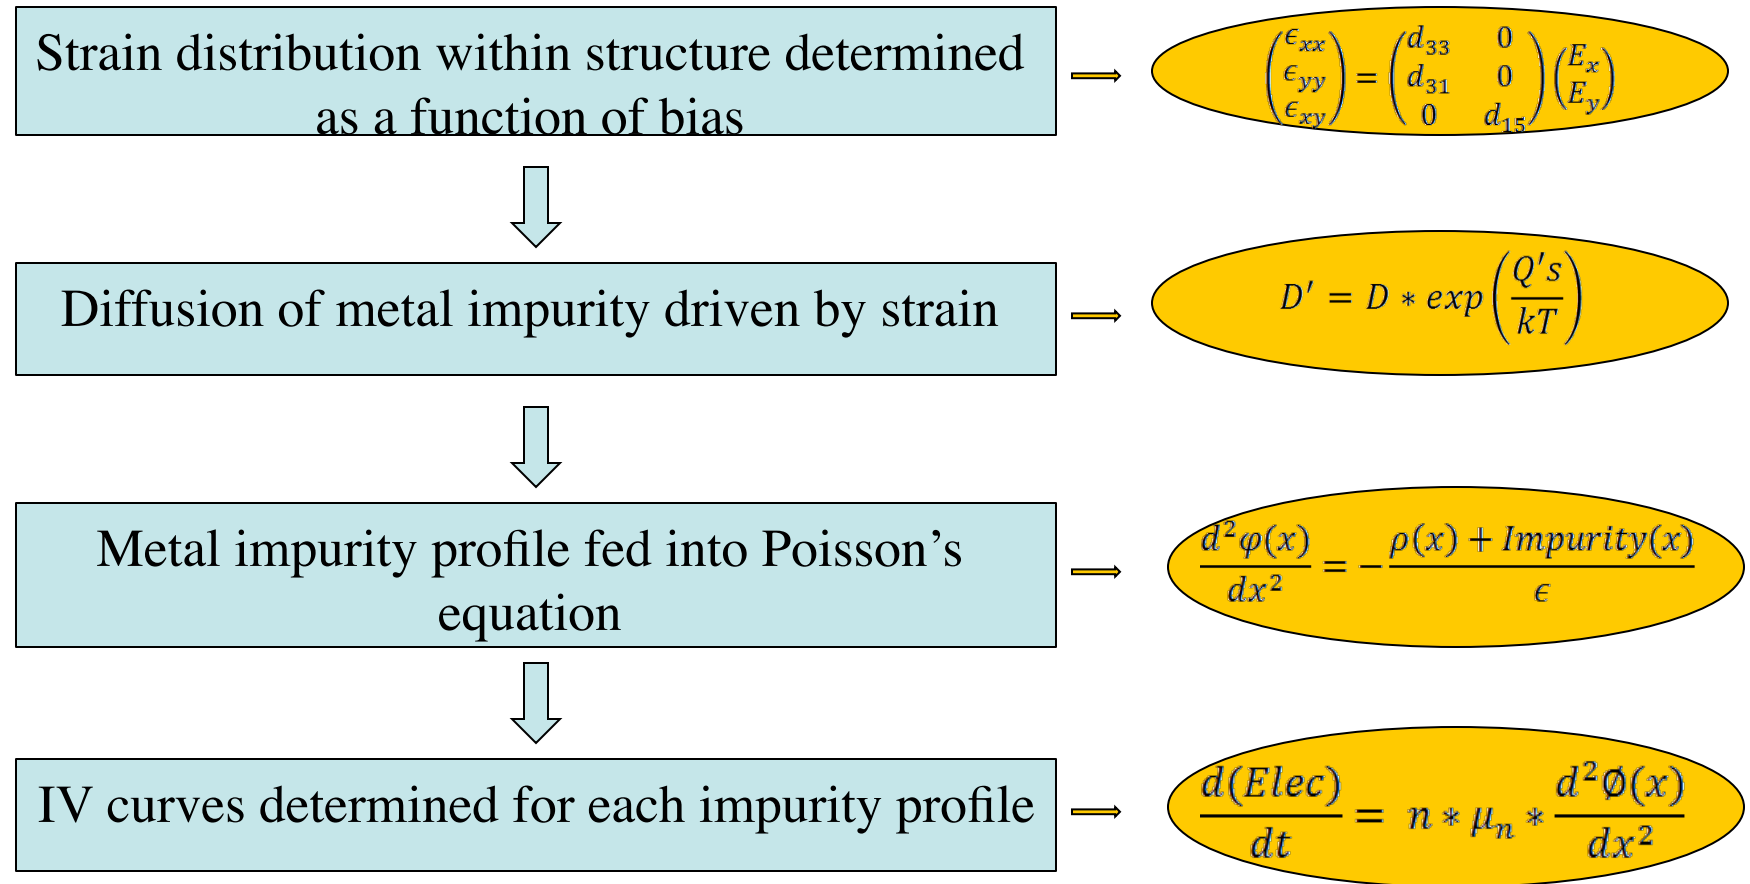 Strain distribution within structure determined
as a function of bias
(ϵxx ϵyy ϵxy) = (d33 0 d31 0 0 d15) (Ex Ey)
Diffusion of metal impurity driven by strain
D′ = D ∗ exp (Q′s / kT)
Metal impurity profile fed into Poisson’s
equation
d²φ(x) / dx² = − ρ(x) + Impurity(x) / ϵ
IV curves determined for each impurity profile
d(Elec) / dt = n ∗ μn ∗ d²Ø(x) / dx²